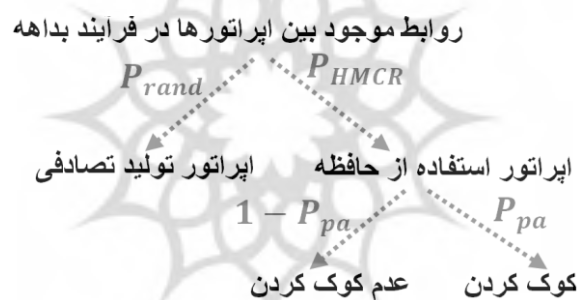 روابط موجود بین اپراتورها در فرآیند بداهه
P_HMCR P_rand
اپراتور استفاده از حافظه اپراتور تولید تصادفی
P_pa 1 − P_pa
کوک کردن عدم کوک کردن